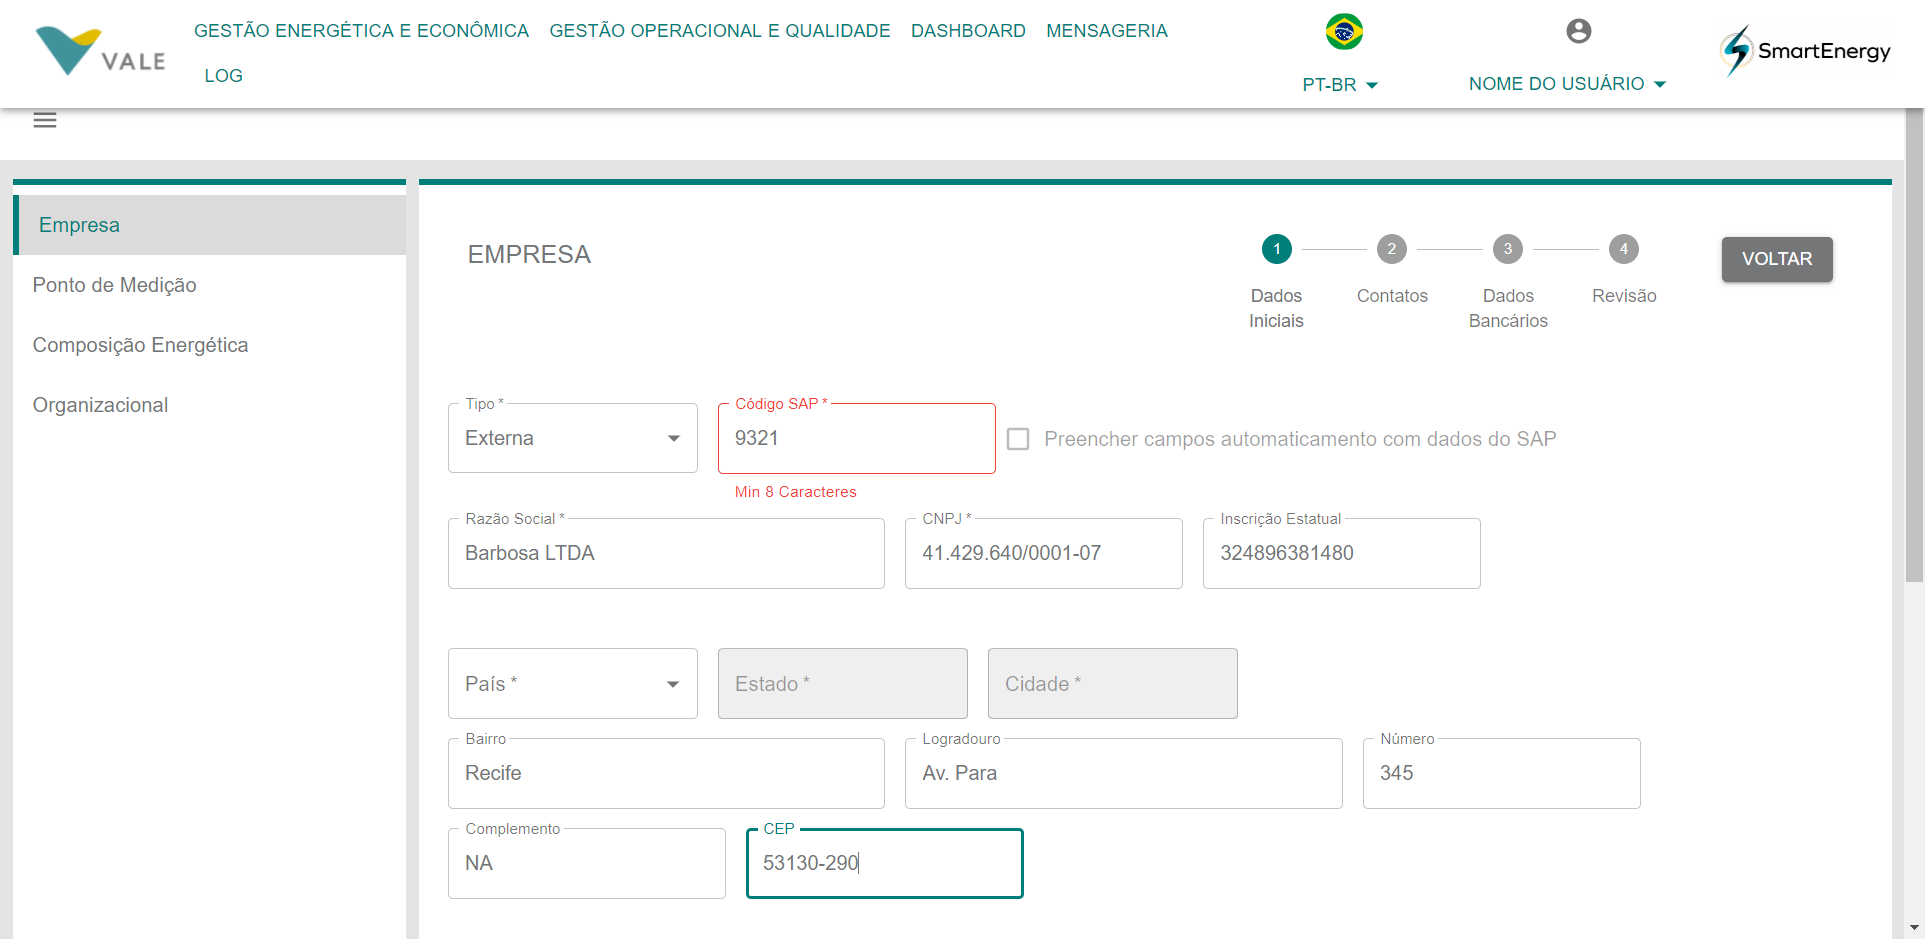 VALE
GESTÃO ENERGÉTICA E ECONÔMICA GESTÃO OPERACIONAL E QUALIDADE DASHBOARD MENSAGERIA
LOG
PT-BR
NOME DO USUÁRIO
SmartEnergy
Empresa
Ponto de Medição
Composição Energética
Organizacional
EMPRESA
1 2 3 4
Dados Iniciais
Contatos
Dados Bancários
Revisão
VOLTAR
Tipo *
Externa
Código SAP *
9321
Min 8 Caracteres
Preencher campos automaticamento com dados do SAP
Razão Social *
Barbosa LTDA
CNPJ *
41.429.640/0001-07
Inscrição Estatual
324896381480
País *
Estado *
Cidade *
Bairro
Recife
Logradouro
Av. Para
Número
345
Complemento
NA
CEP
53130-290